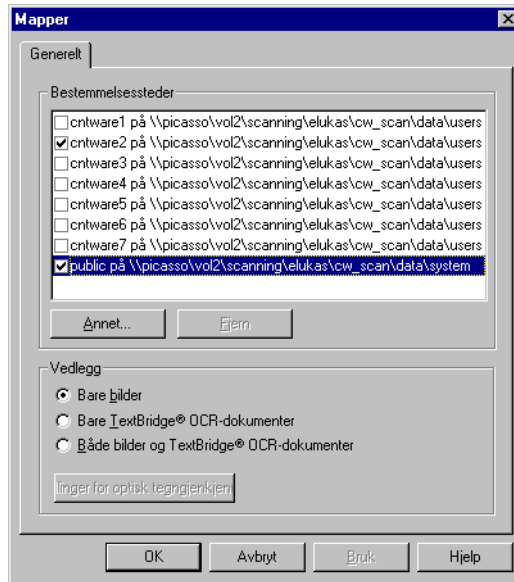 Mapper
Generelt
Bestemmelsessteder
cntware1 på \\picasso\vol2\scanning\elukas\cw_scan\data\users
cntware2 på \\picasso\vol2\scanning\elukas\cw_scan\data\users
cntware3 på \\picasso\vol2\scanning\elukas\cw_scan\data\users
cntware4 på \\picasso\vol2\scanning\elukas\cw_scan\data\users
cntware5 på \\picasso\vol2\scanning\elukas\cw_scan\data\users
cntware6 på \\picasso\vol2\scanning\elukas\cw_scan\data\users
cntware7 på \\picasso\vol2\scanning\elukas\cw_scan\data\users
public på \\picasso\vol2\scanning\elukas\cw_scan\data\system
Annet... Fjern
Vedlegg
Bare bilder
Bare TextBridge® OCR-dokumenter
Både bilder og TextBridge® OCR-dokumenter
linger for optisk tegngjenkjen
OK Avbryt Bruk Hjelp